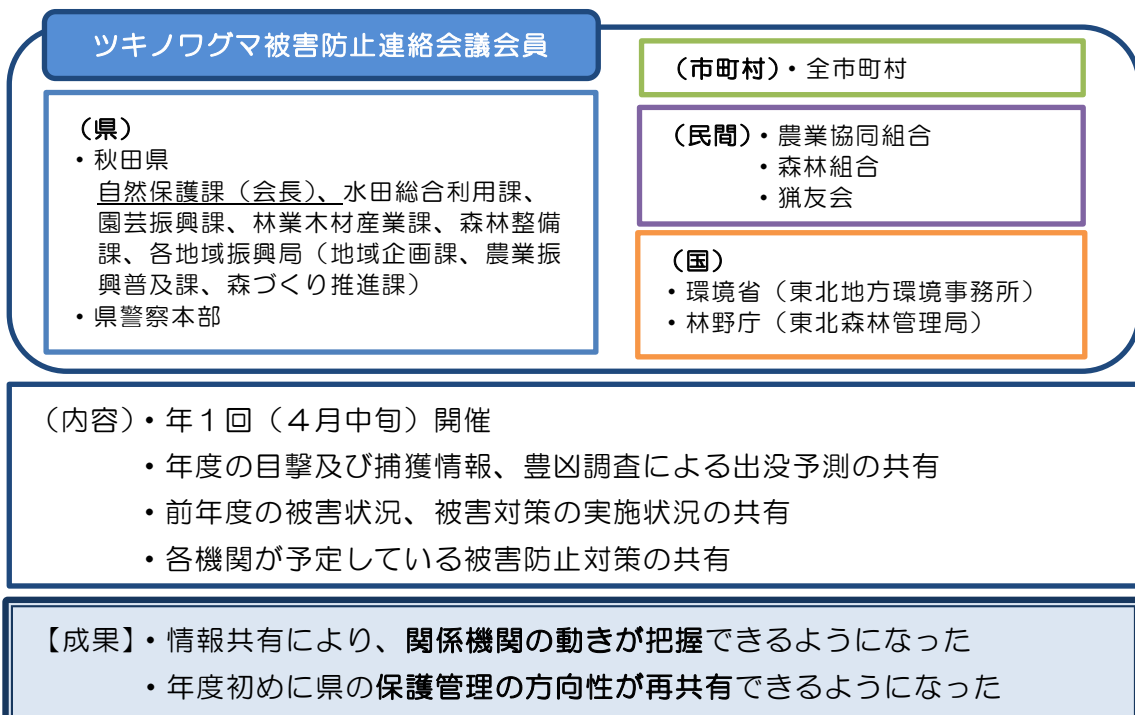 ツキノワグマ被害防止連絡会議会員
（県）
・秋田県
自然保護課（会長）、水田総合利用課、
園芸振興課、林業木材産業課、森林整備
課、各地域振興局（地域企画課、農業振
興普及課、森づくり推進課）
・県警察本部
（市町村）・全市町村
（民間）・農業協同組合
・森林組合
・猟友会
（国）
・環境省（東北地方環境事務所）
・林野庁（東北森林管理局）
（内容）・年１回（４月中旬）開催
・年度の目撃及び捕獲情報、豊凶調査による出没予測の共有
・前年度の被害状況、被害対策の実施状況の共有
・各機関が予定している被害防止対策の共有
【成果】・情報共有により、関係機関の動きが把握できるようになった
・年度初めに県の保護管理の方向性が再共有できるようになった